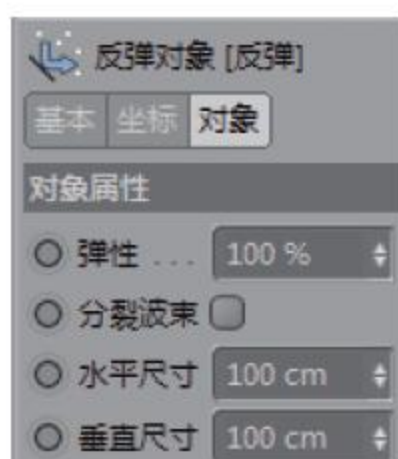 反弹对象 [反弹]
基本 坐标 对象
对象属性
弹性 . . . 100 %
分裂波束
水平尺寸 100 cm
垂直尺寸 100 cm